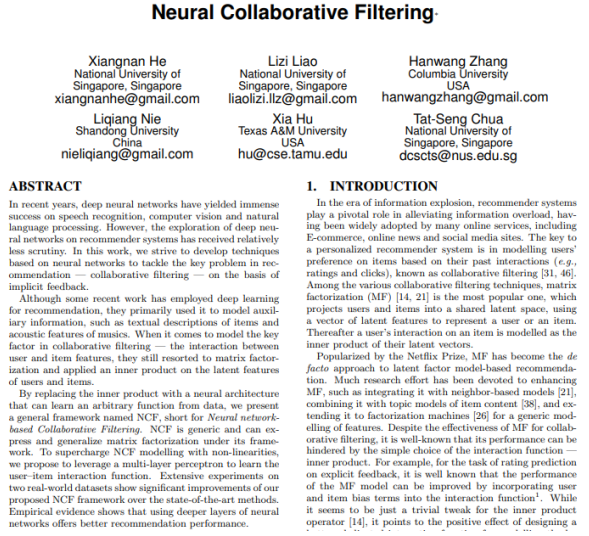 Neural Collaborative Filtering*
Xiangnan He
National University of
Singapore, Singapore
xiangnanhe@gmail.com
Lizi Liao
National University of
Singapore, Singapore
liaolizi.llz@gmail.com
Hanwang Zhang
Columbia University
USA
hanwangzhang@gmail.com
Liqiang Nie
Shandong University
China
nieliqiang@gmail.com
Xia Hu
Texas A&M University
USA
hu@cse.tamu.edu
Tat-Seng Chua
National University of
Singapore, Singapore
dcscts@nus.edu.sg
ABSTRACT
In recent years, deep neural networks have yielded immense
success on speech recognition, computer vision and natural
language processing. However, the exploration of deep neu-
ral networks on recommender systems has received relatively
less scrutiny. In this work, we strive to develop techniques
based on neural networks to tackle the key problem in rec-
ommendation — collaborative filtering — on the basis of
implicit feedback.
Although some recent work has employed deep learning
for recommendation, they primarily used it to model auxil-
iary information, such as textual descriptions of items and
acoustic features of musics. When it comes to model the key
factor in collaborative filtering — the interaction between
user and item features, they still resorted to matrix factor-
ization and applied an inner product on the latent features
of users and items.
By replacing the inner product with a neural architecture
that can learn an arbitrary function from data, we present
a general framework named NCF, short for Neural network-
based Collaborative Filtering. NCF is generic and can ex-
press and generalize matrix factorization under its frame-
work. To supercharge NCF modelling with non-linearities,
we propose to leverage a multi-layer perceptron to learn the
user–item interaction function. Extensive experiments on
two real-world datasets show significant improvements of our
proposed NCF framework over the state-of-the-art methods.
Empirical evidence shows that using deeper layers of neural
networks offers better recommendation performance.
1. INTRODUCTION
In the era of information explosion, recommender systems
play a pivotal role in alleviating information overload, hav-
ing been widely adopted by many online services, including
E-commerce, online news and social media sites. The key to
a personalized recommender system is in modelling users'
preference on items based on their past interactions (e.g.,
ratings and clicks), known as collaborative filtering [31, 46].
Among the various collaborative filtering techniques, matrix
factorization (MF) [14, 21] is the most popular one, which
projects users and items into a shared latent space, using
a vector of latent features to represent a user or an item.
Thereafter a user's interaction on an item is modelled as the
inner product of their latent vectors.
Popularized by the Netflix Prize, MF has become the de
facto approach to latent factor model-based recommenda-
tion. Much research effort has been devoted to enhancing
MF, such as integrating it with neighbor-based models [21],
combining it with topic models of item content [38], and ex-
tending it to factorization machines [26] for a generic mod-
elling of features. Despite the effectiveness of MF for collab-
orative filtering, it is well-known that its performance can be
hindered by the simple choice of the interaction function —
inner product. For example, for the task of rating prediction
on explicit feedback, it is well known that the performance
of the MF model can be improved by incorporating user
and item bias terms into the interaction function1. While
it seems to be just a trivial tweak for the inner product
operator [14], it points to the positive effect of designing a